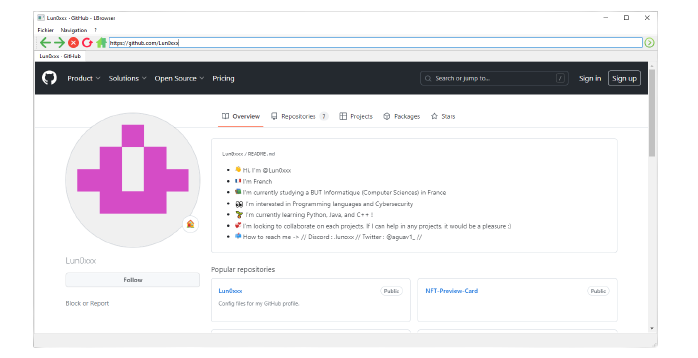 Lun0xxx · GitHub - LBrowser
Fichier Navigation ?
https://github.com/Lun0xxx
Lun0xxx · GitHub
Product Solutions Open Source Pricing Search or jump to... / Sign in Sign up
Overview Repositories 7 Projects Packages Stars
Lun0xxx / README.md
Hi, I'm @Lun0xxx
I'm French
I'm currently studying a BUT Informatique (Computer Sciences) in France
I'm interested in Programming languages and Cybersecurity
I'm currently learning Python, Java, and C++ !
I'm looking to collaborate on each projects. If I can help in any projects, it would be a pleasure :)
How to reach me -> // Discord : .lunoxx // Twitter : @aguav1_ //
Lun0xxx
Follow
Block or Report
Popular repositories
Lun0xxx Public
Config files for my GitHub profile.
NFT-Preview-Card Public